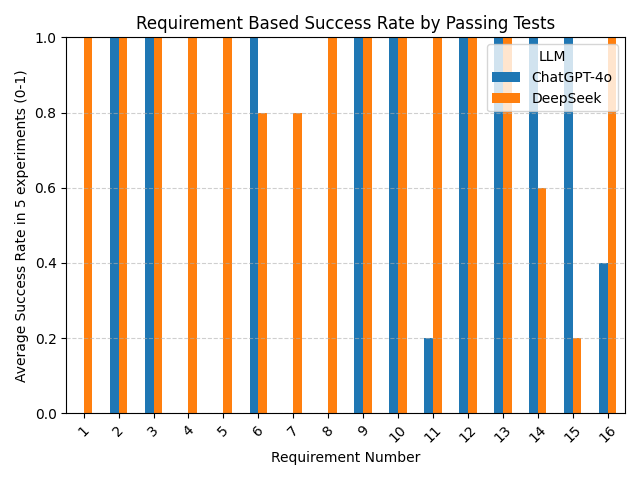 Requirement Based Success Rate by Passing Tests
Average Success Rate in 5 experiments (0-1)
1.0
0.8
0.6
0.4
0.2
0.0
LLM
ChatGPT-4o
DeepSeek
1 2 3 4 5 6 7 8 9 10 11 12 13 14 15 16
Requirement Number